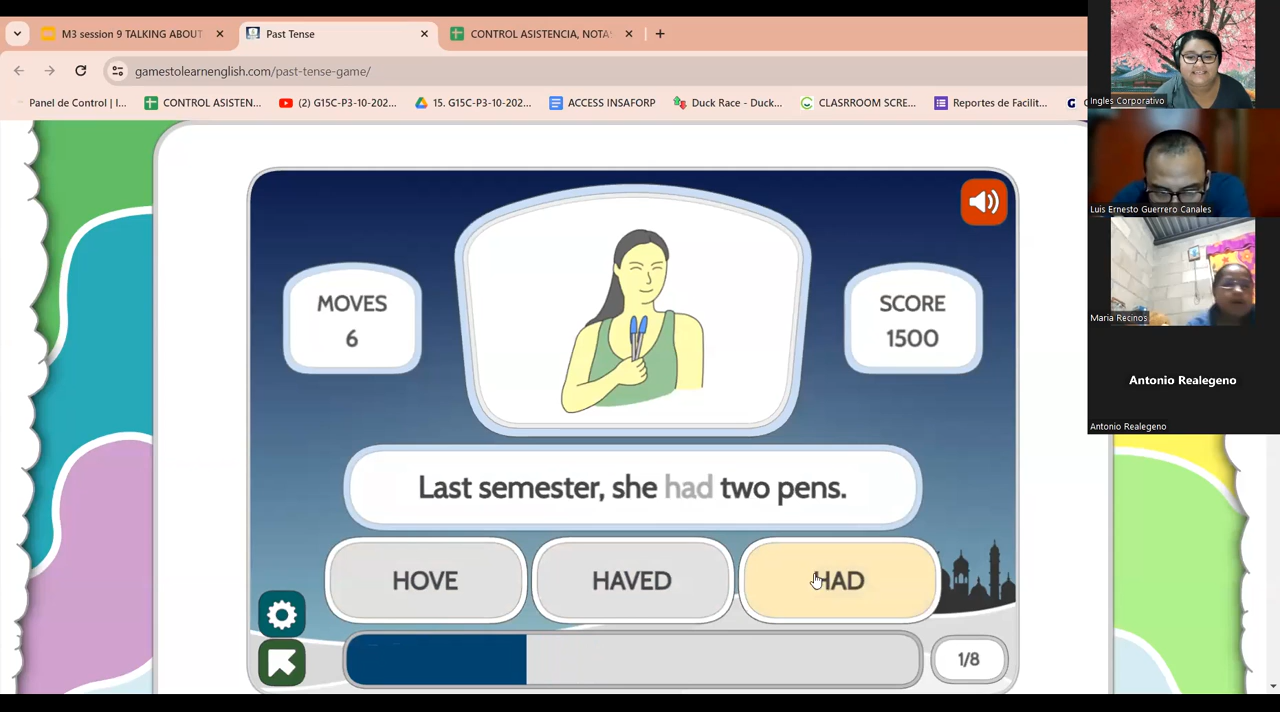 M3 session 9 TALKING ABOUT
Past Tense
CONTROL ASISTENCIA, NOTAS
gamestolearnenglish.com/past-tense-game/
Panel de Control | I...
CONTROL ASISTEN...
(2) G15C-P3-10-202...
15. G15C-P3-10-202...
ACCESS INSAFORP
Duck Race - Duck...
CLASRROOM SCRE...
Reportes de Facilit...
Ingles Corporativo
Luis Ernesto Guerrero Canales
Maria Recinos
Antonio Realegeno
Antonio Realegeno
MOVES
6
SCORE
1500
Last semester, she had two pens.
HOVE
HAVED
HAD
1/8